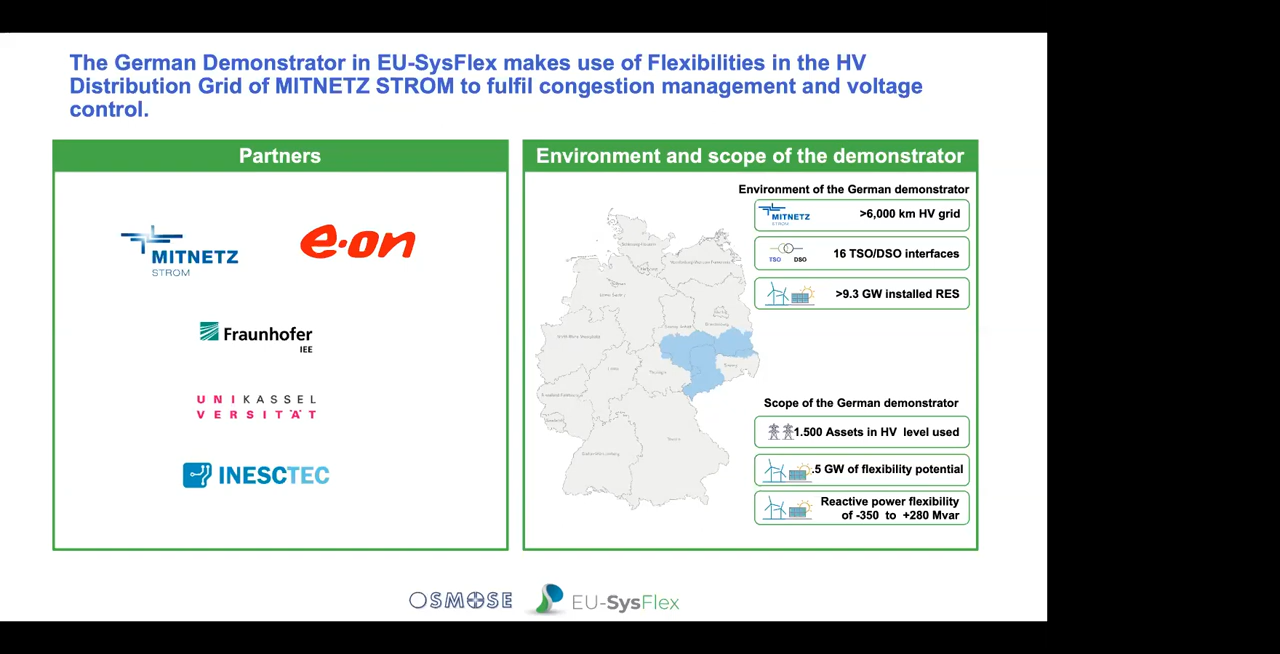 The German Demonstrator in EU-SysFlex makes use of Flexibilities in the HV
Distribution Grid of MITNETZ STROM to fulfil congestion management and voltage
control.
Partners
MITNETZ
STROM
e·on
Fraunhofer
IEE
UNIKASSEL
VERSITÄT
INESCTEC
Environment and scope of the demonstrator
Environment of the German demonstrator
MITNETZ
STROM
>6,000 km HV grid
TSO DSO
16 TSO/DSO interfaces
>9.3 GW installed RES
Scope of the German demonstrator
1.500 Assets in HV level used
.5 GW of flexibility potential
Reactive power flexibility
of -350 to +280 Mvar
OSMOSE
EU-SysFlex